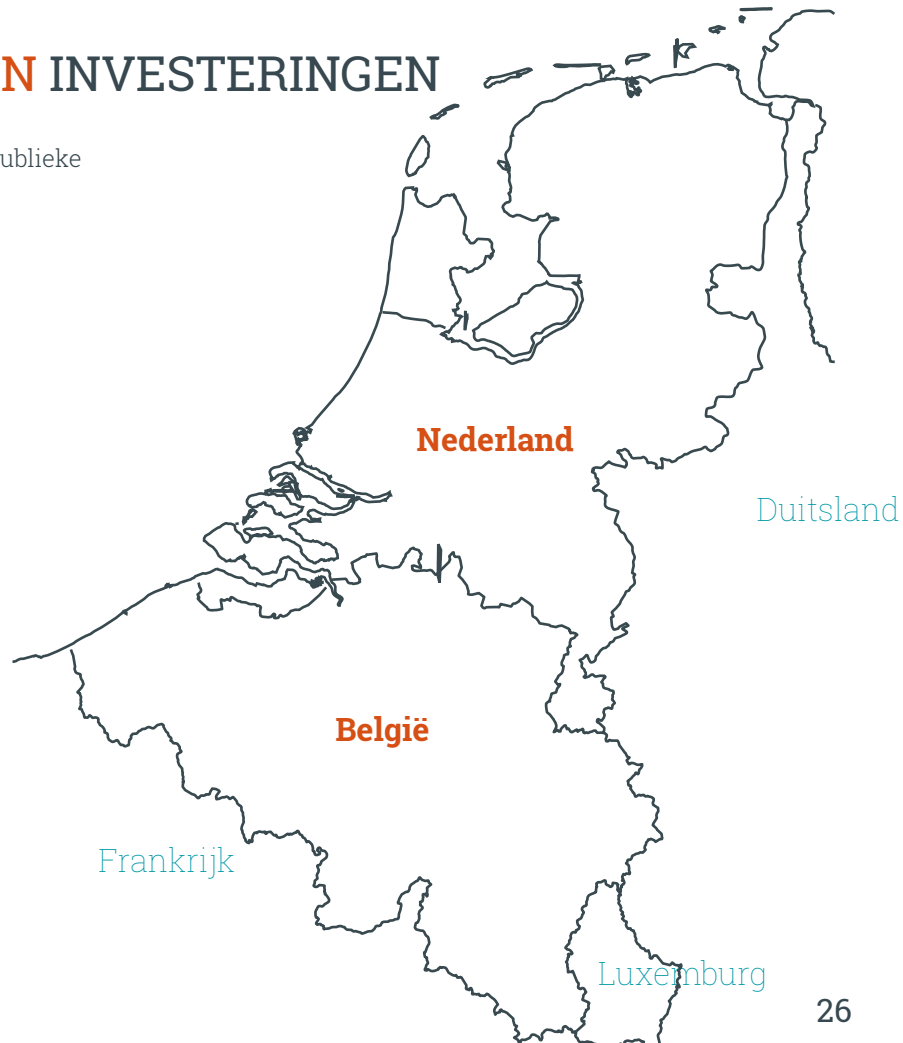 N INVESTERINGEN
ublieke
Nederland
Duitsland
België
Frankrijk
Luxemburg
26